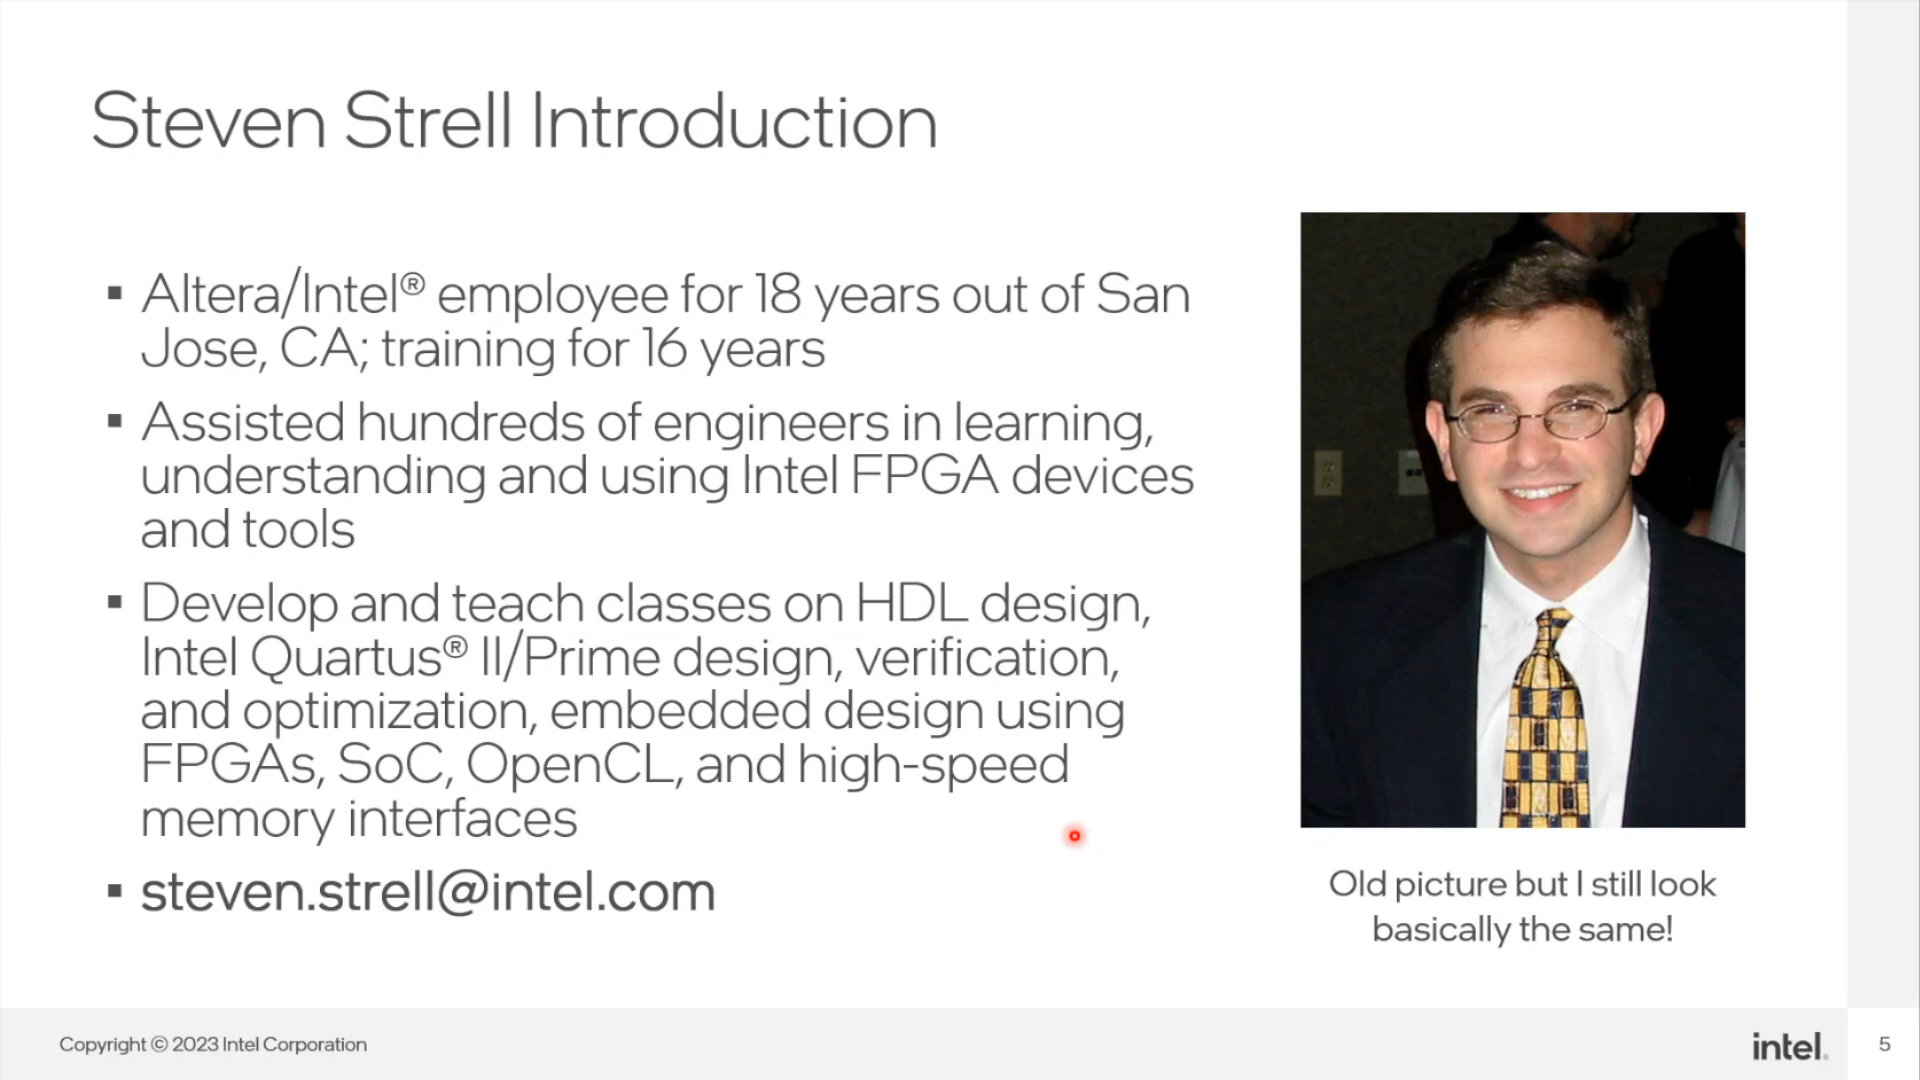 Steven Strell Introduction
▪ Altera/Intel® employee for 18 years out of San
Jose, CA; training for 16 years
▪ Assisted hundreds of engineers in learning,
understanding and using Intel FPGA devices
and tools
▪ Develop and teach classes on HDL design,
Intel Quartus® II/Prime design, verification,
and optimization, embedded design using
FPGAs, SoC, OpenCL, and high-speed
memory interfaces
▪ steven.strell@intel.com
Old picture but I still look
basically the same!
Copyright © 2023 Intel Corporation
intel.
5